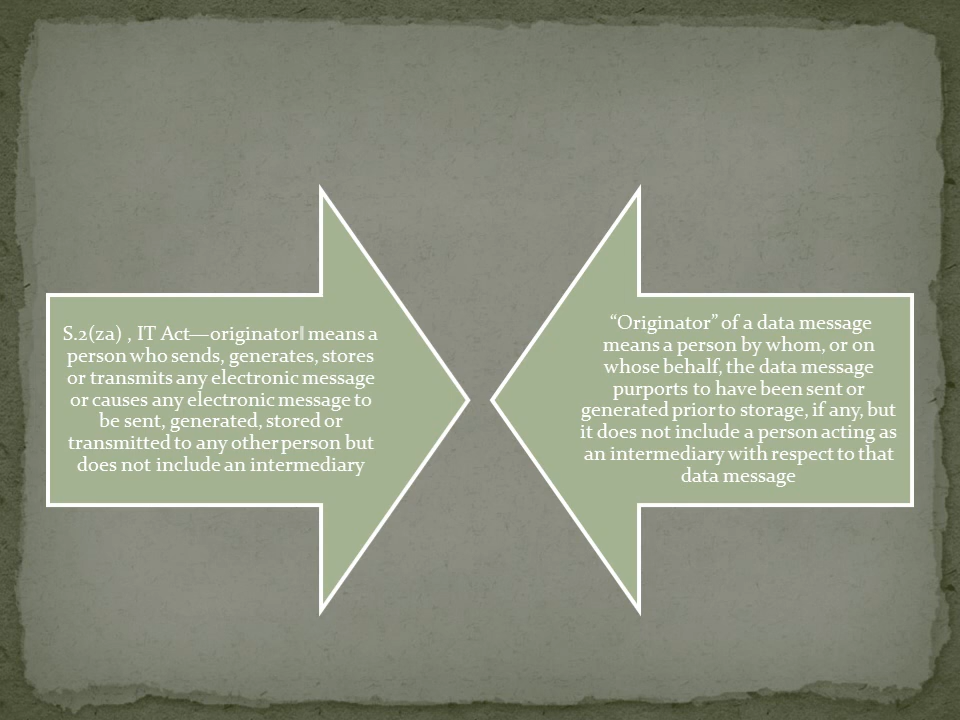 S.2(za) , IT Act—originator‖ means a
person who sends, generates, stores
or transmits any electronic message
or causes any electronic message to
be sent, generated, stored or
transmitted to any other person but
does not include an intermediary
“Originator” of a data message
means a person by whom, or on
whose behalf, the data message
purports to have been sent or
generated prior to storage, if any, but
it does not include a person acting as
an intermediary with respect to that
data message